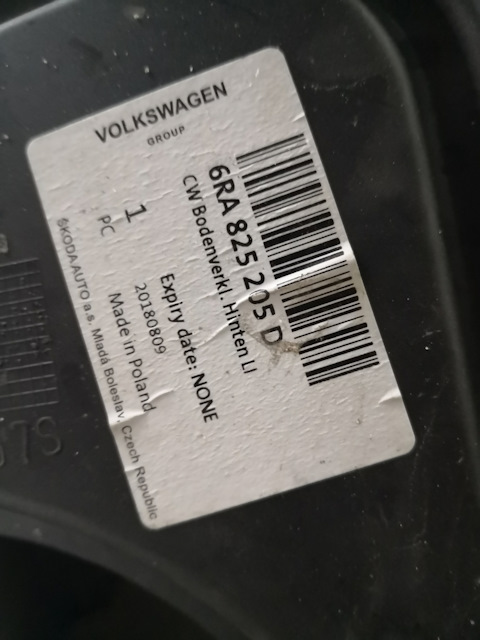 VOLKSWAGEN
GROUP
6RA 825 205 D
CW Bodenverkl. Hinten LI
1
PC
Expiry date: NONE
20180809
Made in Poland
ŠKODA AUTO a.s. Mladá Boleslav, Czech Republic